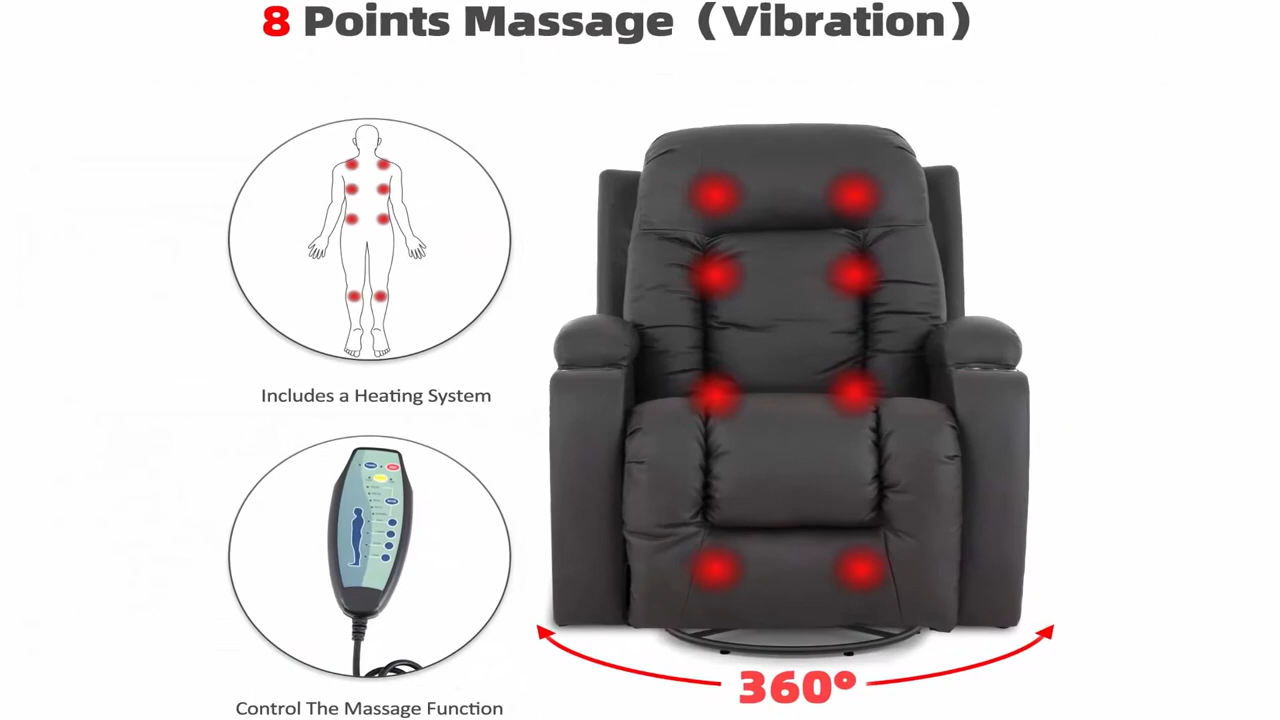 8 Points Massage（Vibration）
Includes a Heating System
Control The Massage Function
360°